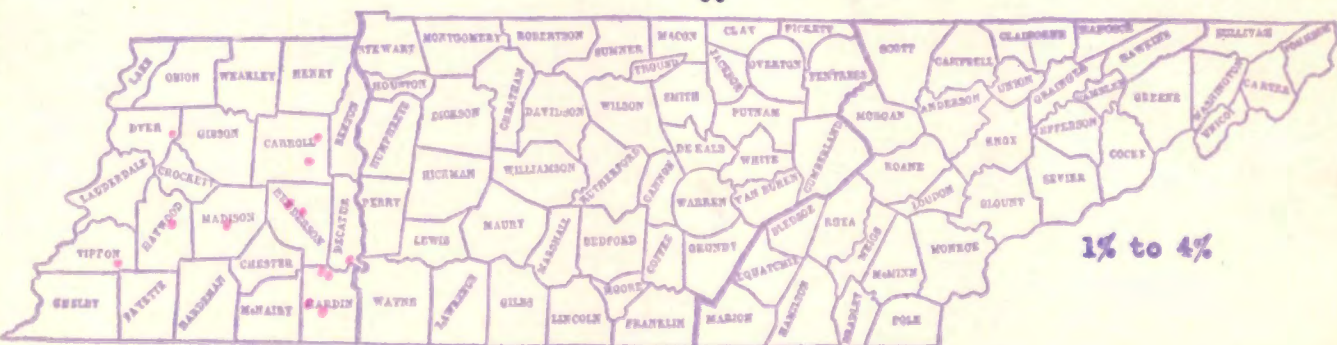 STEWART MONTGOMERY ROBERTSON SUMNER MACON CLAY PICKETT SCOTT CLAIBORNE HANCOCK SULLIVAN JOHNSON
LAKE OBION WEAKLEY HENRY HOUSTON TROUSD JACKSON OVERTON FENTRESS CAMPBELL UNION GRAINGER HAWKINS WASHINGTON CARTER
DYER GIBSON CARROLL BENTON HUMPHREYS DICKSON CHEATHAM DAVIDSON WILSON SMITH PUTNAM MORGAN ANDERSON KNOX JEFFERSON HAMBLEN GREENE UNICOI
LAUDERDALE CROCKETT HICKMAN WILLIAMSON RUTHERFORD CANNON DE KALB WHITE CUMBERLAND ROANE LOUDON BLOUNT SEVIER COCKE
TIPTON HAYWOOD MADISON HENDERSON DECATUR PERRY LEWIS MAURY MARSHALL BEDFORD COFFEE WARREN VAN BUREN BLEDSOE RHEA MEIGS MONROE
1% to 4%
SHELBY FAYETTE HARDEMAN CHESTER McNAIRY HARDIN WAYNE LAWRENCE GILES LINCOLN MOORE FRANKLIN GRUNDY MARION SEQUATCHIE HAMILTON BRADLEY McMINN POLK